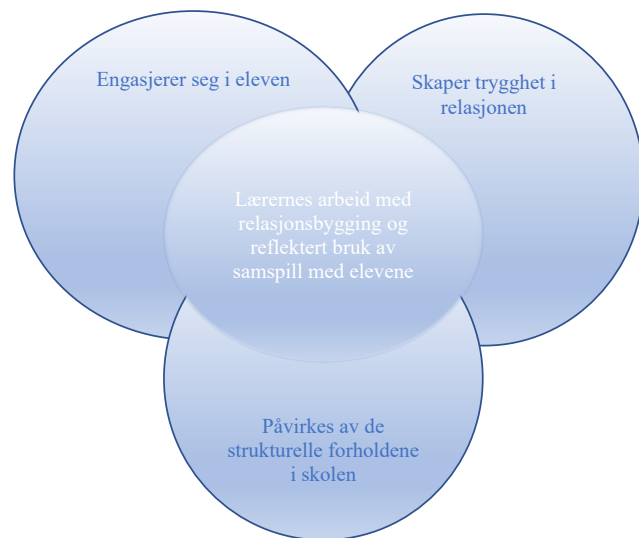 Engasjerer seg i eleven
Skaper trygghet i
relasjonen
Lærernes arbeid med
relasjonsbygging og
reflektert bruk av
samspill med elevene
Påvirkes av de
strukturelle forholdene
i skolen